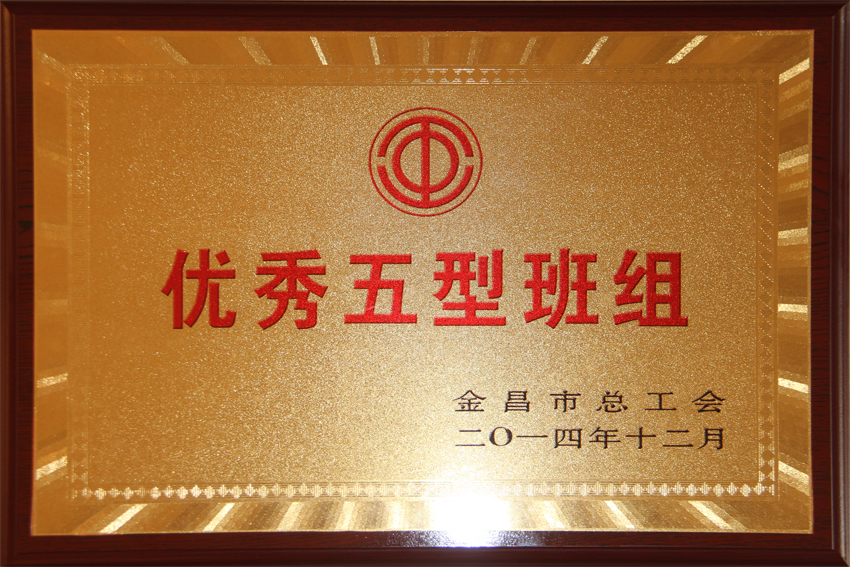 优秀五型班组
金昌市总工会
二〇一四年十二月